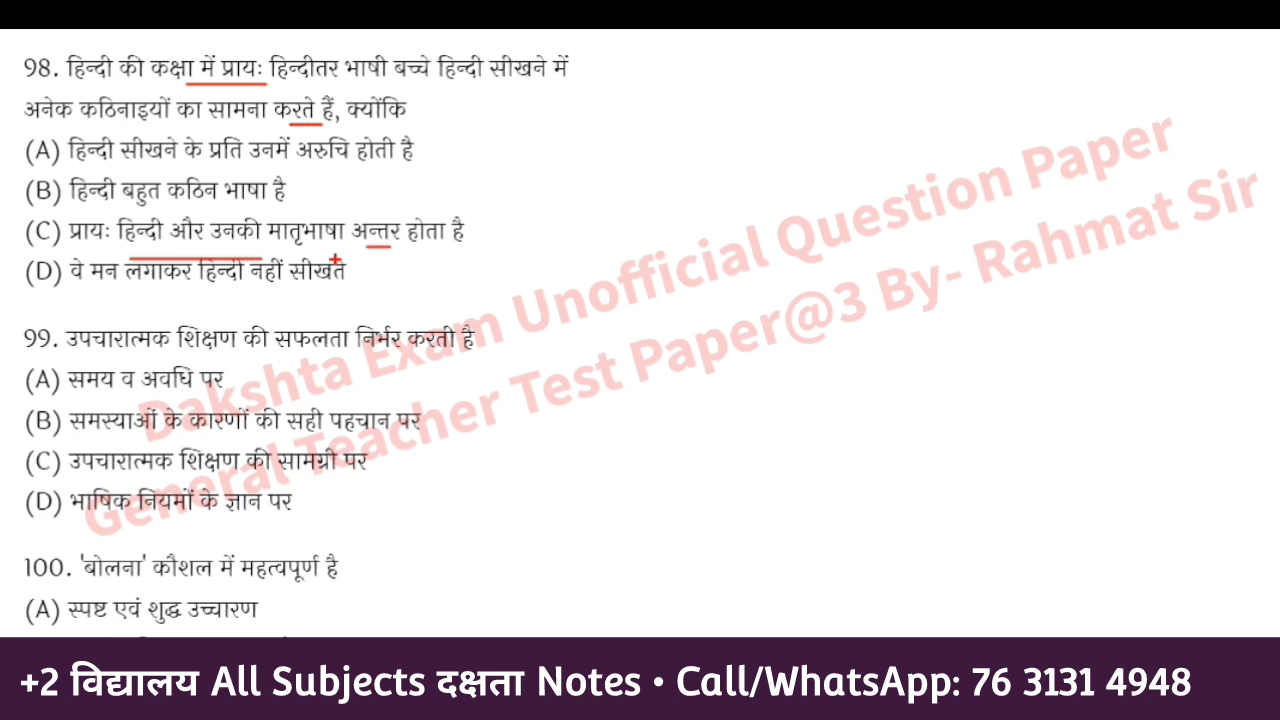 98. हिन्दी की कक्षा में प्रायः हिन्दीतर भाषी बच्चे हिन्दी सीखने में
अनेक कठिनाइयों का सामना करते हैं, क्योंकि
(A) हिन्दी सीखने के प्रति उनमें अरुचि होती है
(B) हिन्दी बहुत कठिन भाषा है
(C) प्रायः हिन्दी और उनकी मातृभाषा अन्तर होता है
(D) वे मन लगाकर हिन्दी नहीं सीखते
99. उपचारात्मक शिक्षण की सफलता निर्भर करती है
(A) समय व अवधि पर
(B) समस्याओं के कारणों की सही पहचान पर
(C) उपचारात्मक शिक्षण की सामग्री पर
(D) भाषिक नियमों के ज्ञान पर
100. 'बोलना' कौशल में महत्वपूर्ण है
(A) स्पष्ट एवं शुद्ध उच्चारण
Dakshta Exam Unofficial Question Paper
General Teacher Test Paper@3 By- Rahmat Sir
+2 विद्यालय All Subjects दक्षता Notes • Call/WhatsApp: 76 3131 4948